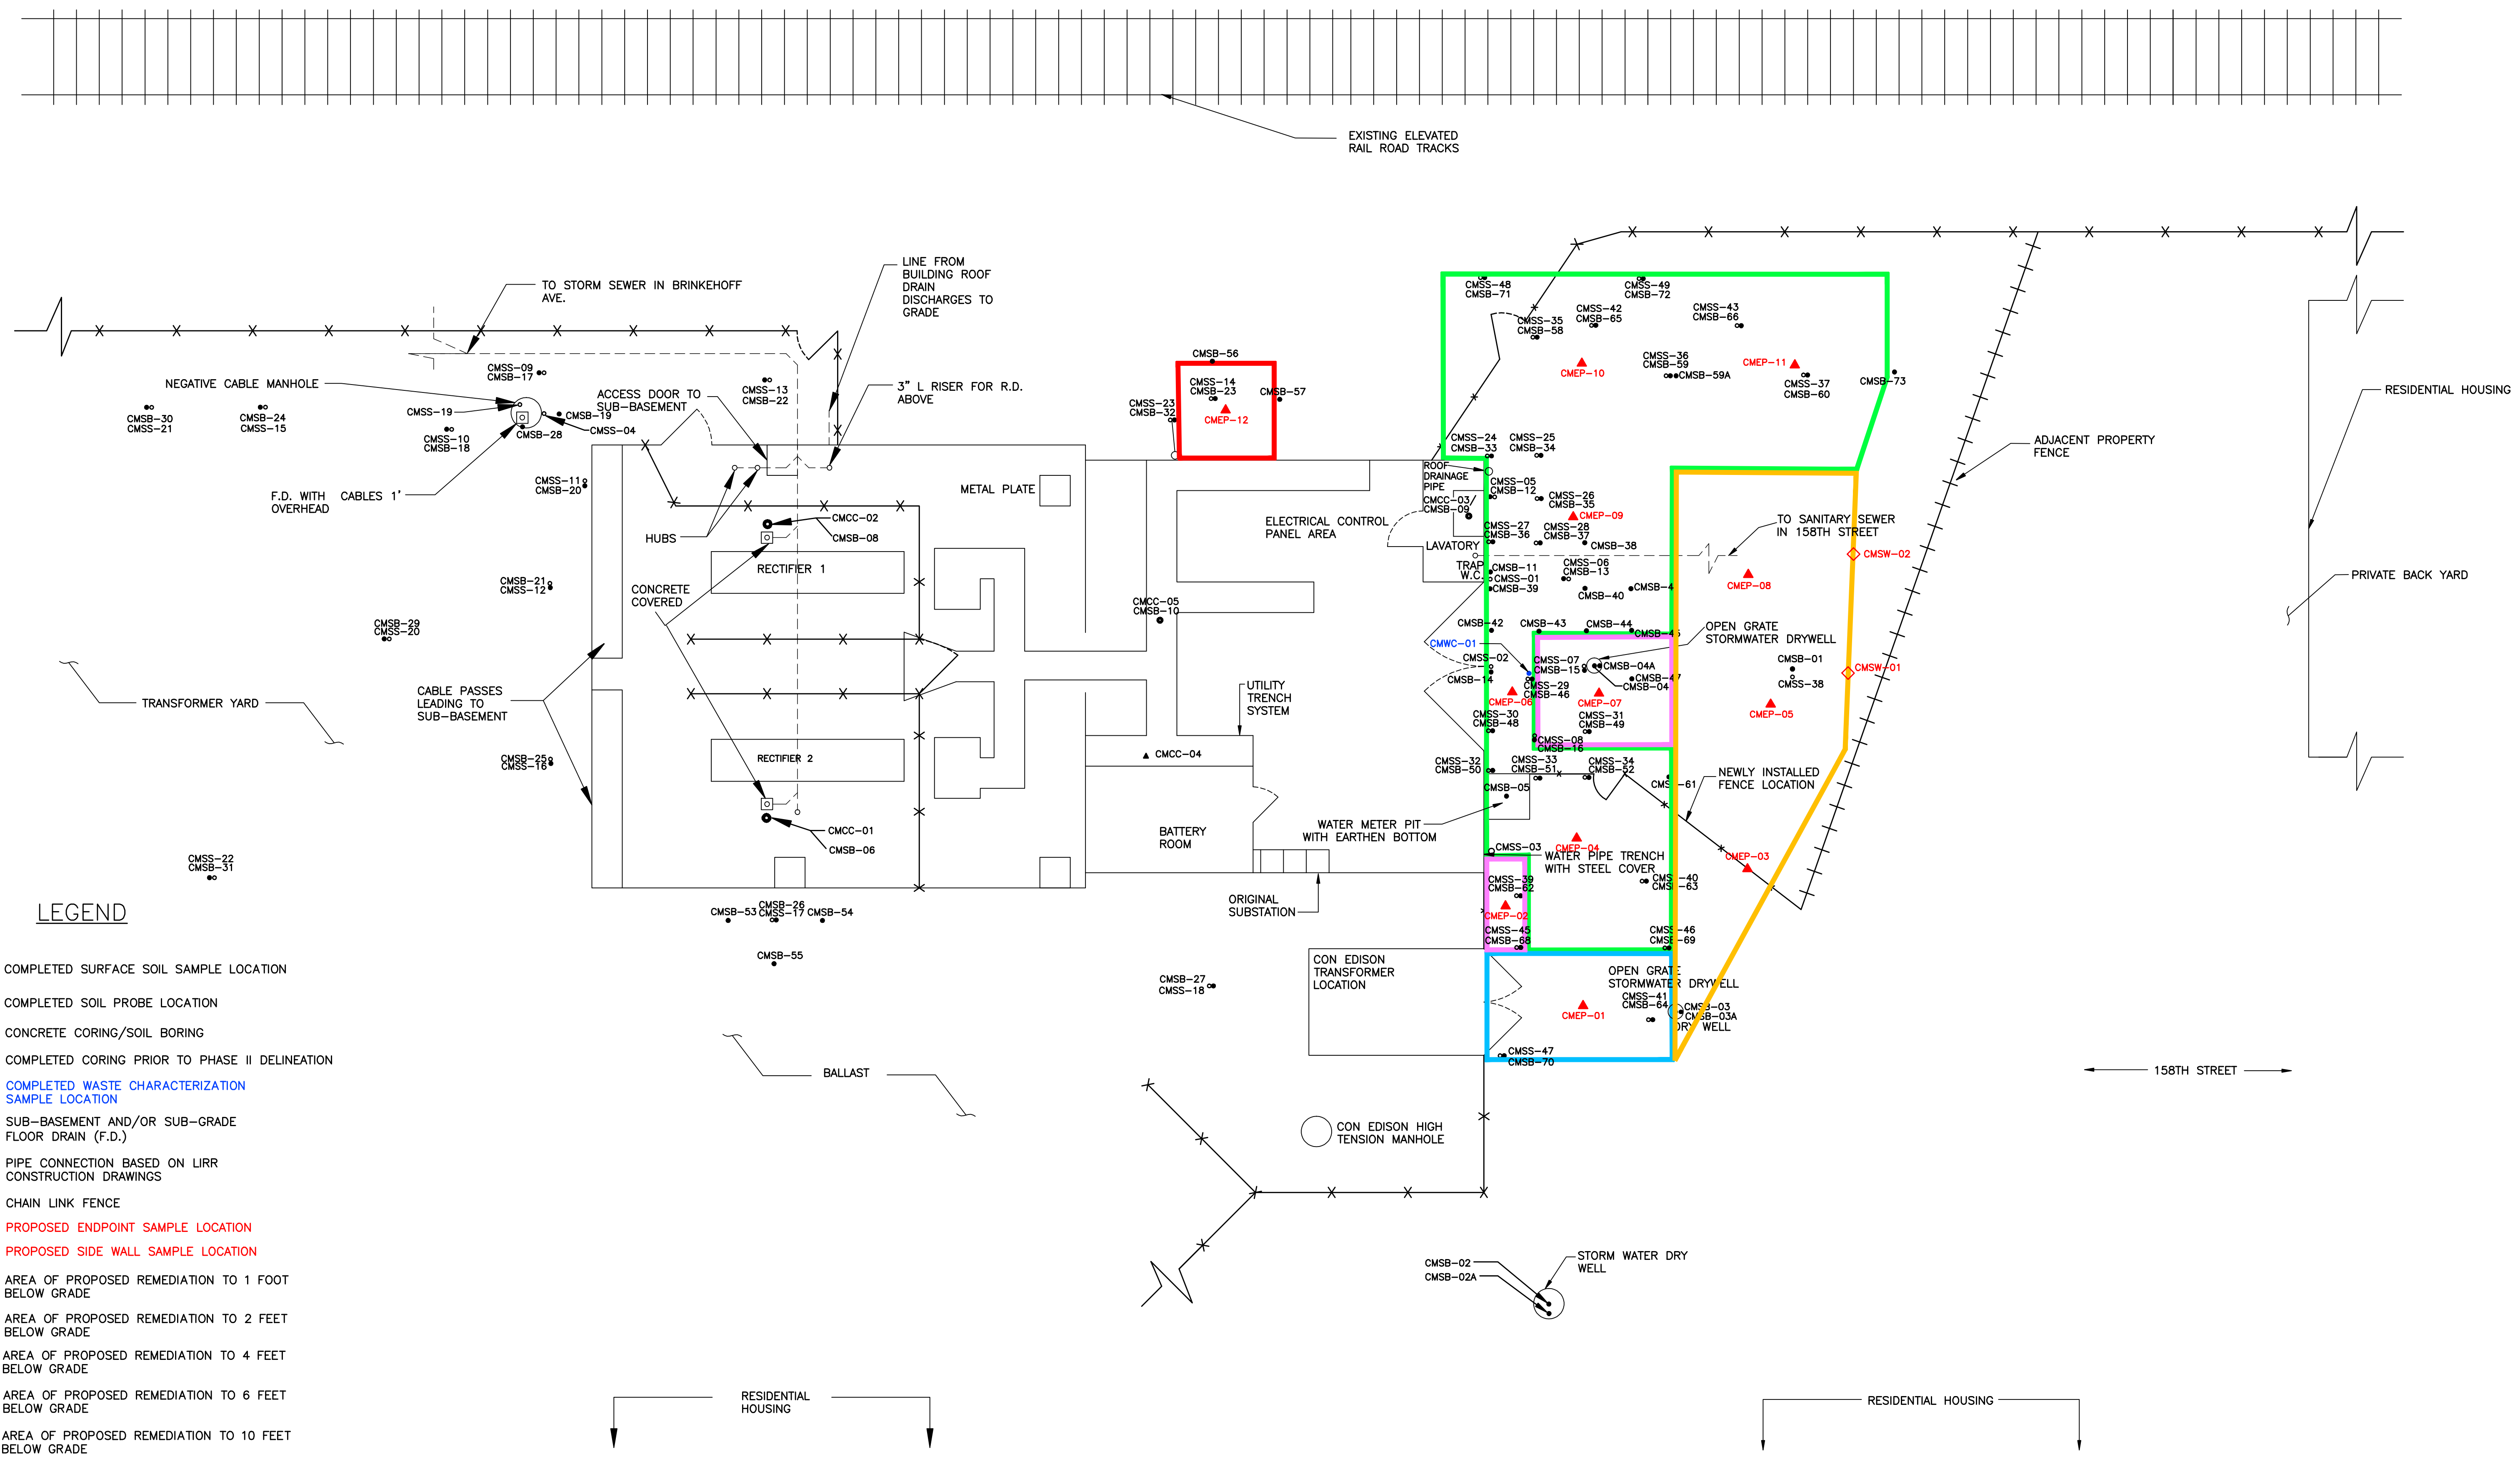 EXISTING ELEVATED
RAIL ROAD TRACKS
LINE FROM
BUILDING ROOF
DRAIN
DISCHARGES TO
GRADE
TO STORM SEWER IN BRINKEHOFF
AVE.
NEGATIVE CABLE MANHOLE
CMSS-09
CMSB-17
ACCESS DOOR TO
SUB-BASEMENT
CMSS-13
CMSB-22
3" L RISER FOR R.D.
ABOVE
CMSB-30
CMSS-21
CMSB-24
CMSS-15
CMSS-19
CMSS-10
CMSB-18
CMSB-19
CMSS-04
CMSB-28
F.D. WITH CABLES 1'
OVERHEAD
CMSS-11
CMSB-20
METAL PLATE
HUBS
CMCC-02
CMSB-08
RECTIFIER 1
CONCRETE
COVERED
CMSB-21
CMSS-12
CMSB-29
CMSS-20
TRANSFORMER YARD
CABLE PASSES
LEADING TO
SUB-BASEMENT
CMSB-25
CMSS-16
RECTIFIER 2
CMCC-01
CMSB-06
CMSS-22
CMSB-31
CMSB-53
CMSB-26
CMSS-17
CMSB-54
CMSB-55
CMSB-56
CMSS-14
CMSB-23
CMSB-57
CMEP-12
CMSS-23
CMSB-32
CMCC-05
CMSB-10
ELECTRICAL CONTROL
PANEL AREA
LAVATORY
TRAP
W.C.
ROOF
DRAINAGE
PIPE
CMCC-03/
CMSB-09
UTILITY
TRENCH
SYSTEM
CMCC-04
BATTERY
ROOM
ORIGINAL
SUBSTATION
CMSB-27
CMSS-18
CON EDISON
TRANSFORMER
LOCATION
BALLAST
CON EDISON HIGH
TENSION MANHOLE
CMSS-48
CMSB-71
CMSS-49
CMSB-72
CMSS-35
CMSB-58
CMSS-42
CMSB-65
CMSS-43
CMSB-66
CMEP-10
CMSS-36
CMSB-59
CMSB-59A
CMEP-11
CMSS-37
CMSB-60
CMSB-73
CMSS-24
CMSB-33
CMSS-25
CMSB-34
CMSS-05
CMSB-12
CMSS-26
CMSB-35
CMEP-09
CMSS-27
CMSB-36
CMSS-28
CMSB-37
CMSB-38
TO SANITARY SEWER
IN 158TH STREET
CMSW-02
CMSB-11
CMSS-01
CMSB-39
CMSS-06
CMSB-13
CMSB-40
CMSB-4
CMEP-08
CMSB-42
CMSB-43
CMSB-44
CMSB-45
OPEN GRATE
STORMWATER DRYWELL
CMWC-01
CMSS-02
CMSB-14
CMSS-07
CMSB-15
CMSB-04A
CMSB-04
CMSB-47
CMSS-29
CMSB-46
CMEP-06
CMEP-07
CMSB-01
CMSS-38
CMSW-01
CMEP-05
CMSS-30
CMSB-48
CMSS-31
CMSB-49
CMSS-08
CMSB-16
CMSS-32
CMSB-50
CMSS-33
CMSB-51
CMSS-34
CMSB-52
CMSB-05
NEWLY INSTALLED
FENCE LOCATION
WATER METER PIT
WITH EARTHEN BOTTOM
CMSS-03
CMEP-04
WATER PIPE TRENCH
WITH STEEL COVER
CMEP-03
CMSS-39
CMSB-62
CMSS-40
CMSB-63
CMEP-02
CMSS-45
CMSB-68
CMSS-46
CMSB-69
OPEN GRATE
STORMWATER DRYWELL
CMSS-41
CMSB-64
CMSB-03
CMSB-03A
DRY WELL
CMEP-01
CMSS-47
CMSB-70
RESIDENTIAL HOUSING
ADJACENT PROPERTY
FENCE
PRIVATE BACK YARD
158TH STREET
CMSB-02
CMSB-02A
STORM WATER DRY
WELL
RESIDENTIAL
HOUSING
RESIDENTIAL HOUSING
LEGEND
COMPLETED SURFACE SOIL SAMPLE LOCATION
COMPLETED SOIL PROBE LOCATION
CONCRETE CORING/SOIL BORING
COMPLETED CORING PRIOR TO PHASE II DELINEATION
COMPLETED WASTE CHARACTERIZATION
SAMPLE LOCATION
SUB-BASEMENT AND/OR SUB-GRADE
FLOOR DRAIN (F.D.)
PIPE CONNECTION BASED ON LIRR
CONSTRUCTION DRAWINGS
CHAIN LINK FENCE
PROPOSED ENDPOINT SAMPLE LOCATION
PROPOSED SIDE WALL SAMPLE LOCATION
AREA OF PROPOSED REMEDIATION TO 1 FOOT
BELOW GRADE
AREA OF PROPOSED REMEDIATION TO 2 FEET
BELOW GRADE
AREA OF PROPOSED REMEDIATION TO 4 FEET
BELOW GRADE
AREA OF PROPOSED REMEDIATION TO 6 FEET
BELOW GRADE
AREA OF PROPOSED REMEDIATION TO 10 FEET
BELOW GRADE